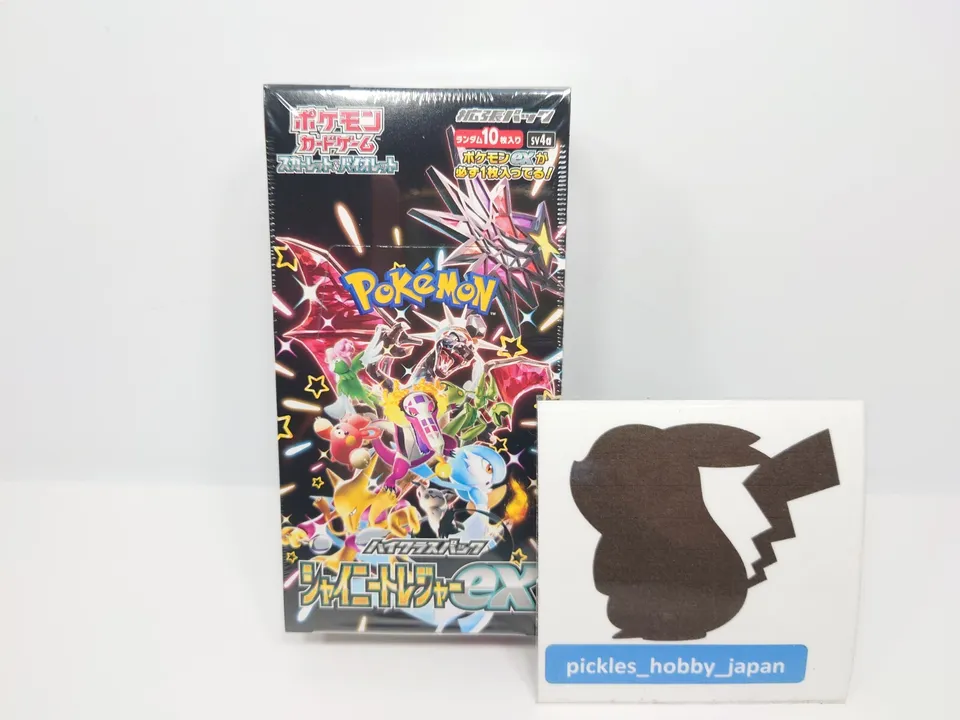 ポケモン
カードゲーム
スカーレット&バイオレット
拡張パック
ランダム10枚入り
sv4a
ポケモンexが
必ず1枚入ってる!
POKéMON
TM
ハイクラスパック
シャイニートレジャーex
pickles_hobby_japan